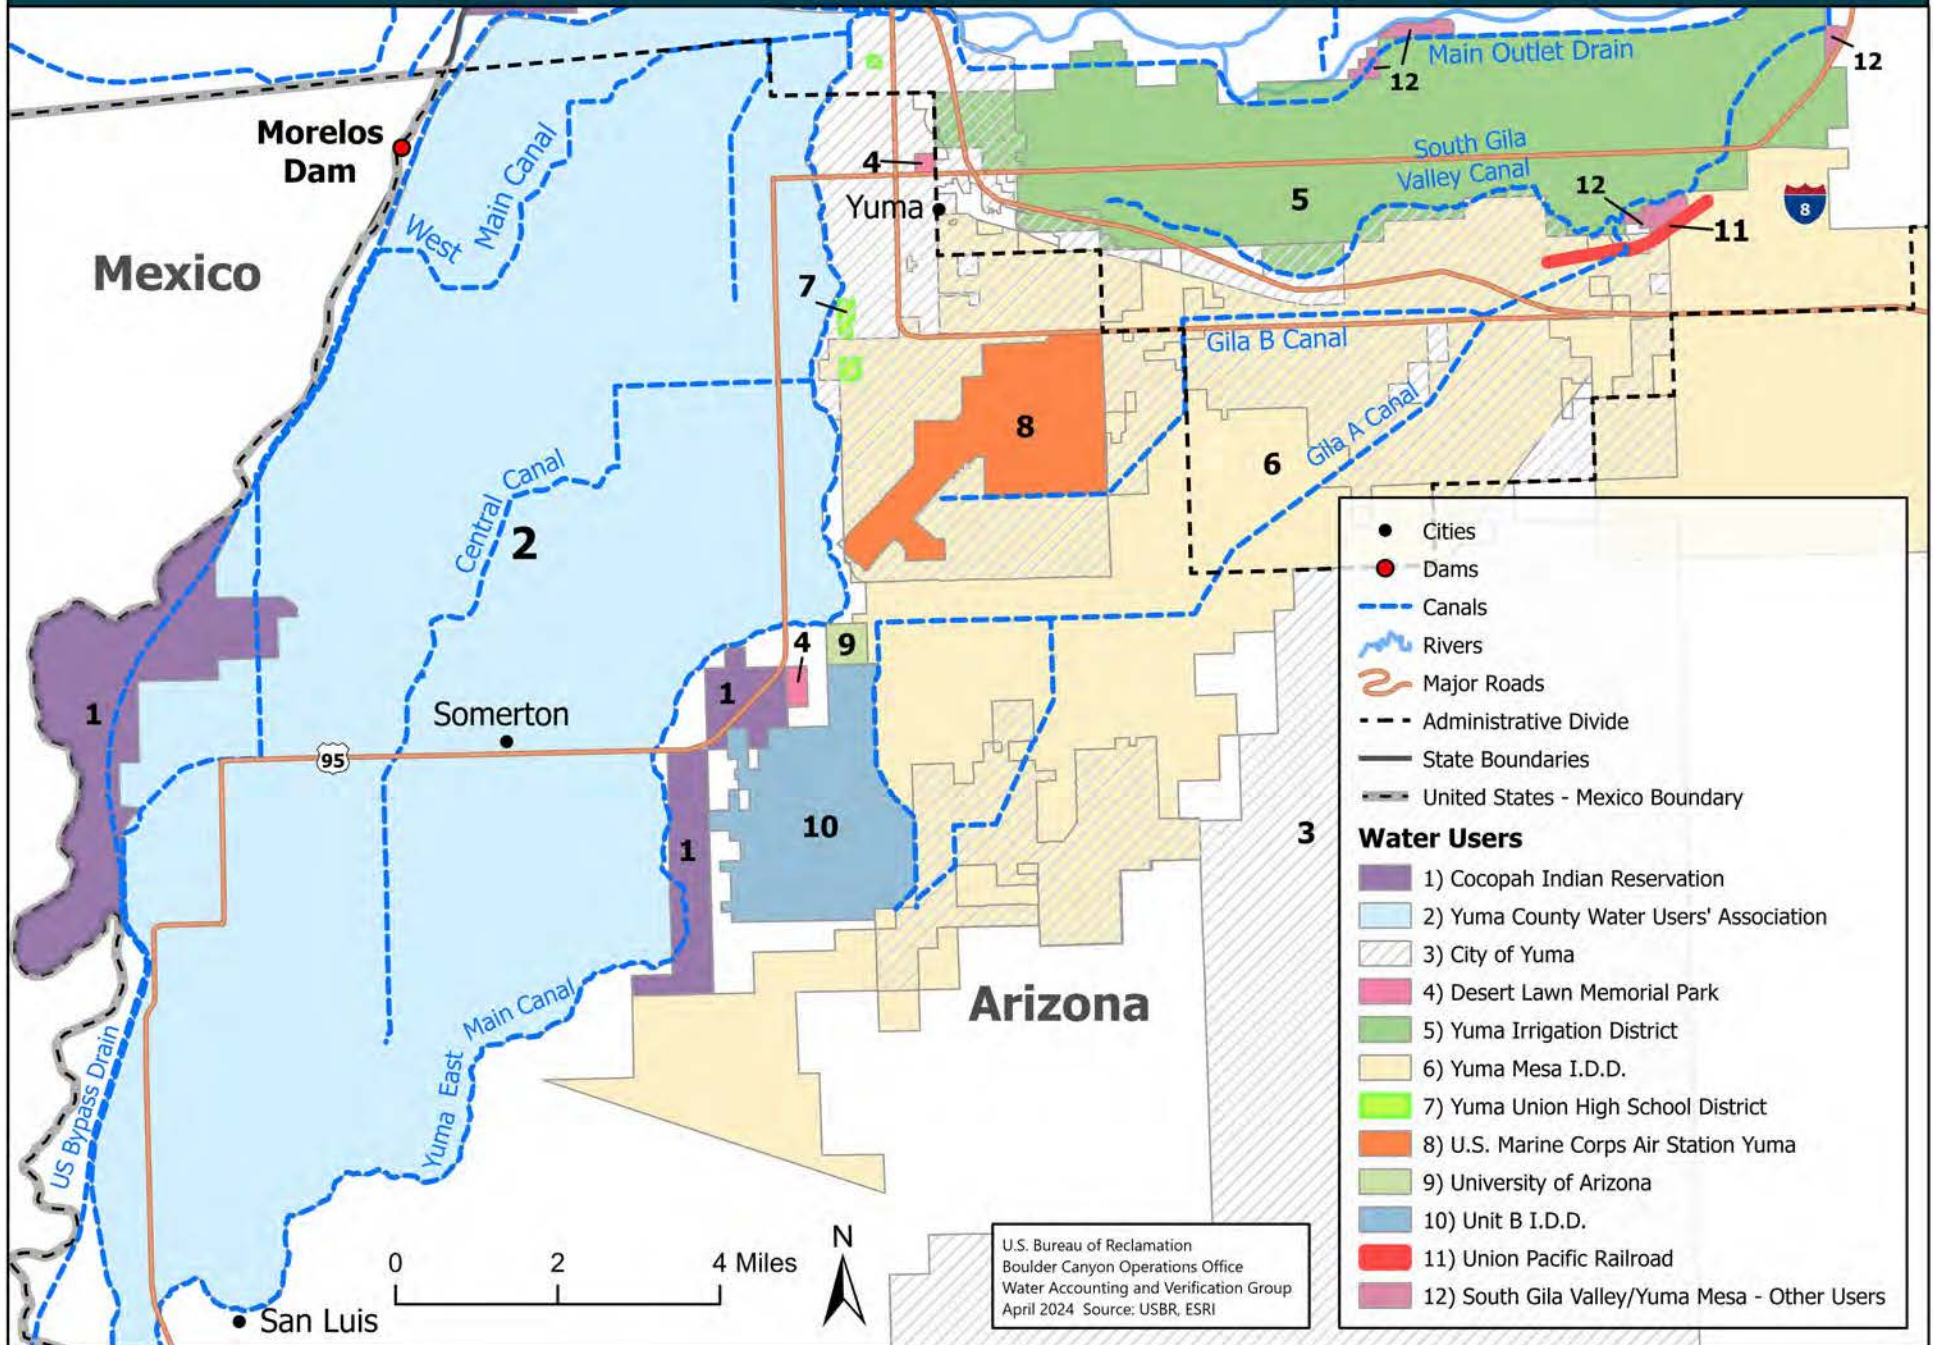 12
Main Outlet Drain
12
Morelos
Dam
4
South Gila
Valley Canal
Yuma
5
12
8
11
West
Main Canal
Mexico
7
Gila B Canal
8
6
Gila A Canal
Central Canal
2
4
9
1
1
Somerton
95
1
10
3
Arizona
Yuma East Main Canal
US Bypass Drain
San Luis
0 2 4 Miles
N
U.S. Bureau of Reclamation
Boulder Canyon Operations Office
Water Accounting and Verification Group
April 2024 Source: USBR, ESRI
Cities
Dams
Canals
Rivers
Major Roads
Administrative Divide
State Boundaries
United States - Mexico Boundary
Water Users
1) Cocopah Indian Reservation
2) Yuma County Water Users' Association
3) City of Yuma
4) Desert Lawn Memorial Park
5) Yuma Irrigation District
6) Yuma Mesa I.D.D.
7) Yuma Union High School District
8) U.S. Marine Corps Air Station Yuma
9) University of Arizona
10) Unit B I.D.D.
11) Union Pacific Railroad
12) South Gila Valley/Yuma Mesa - Other Users